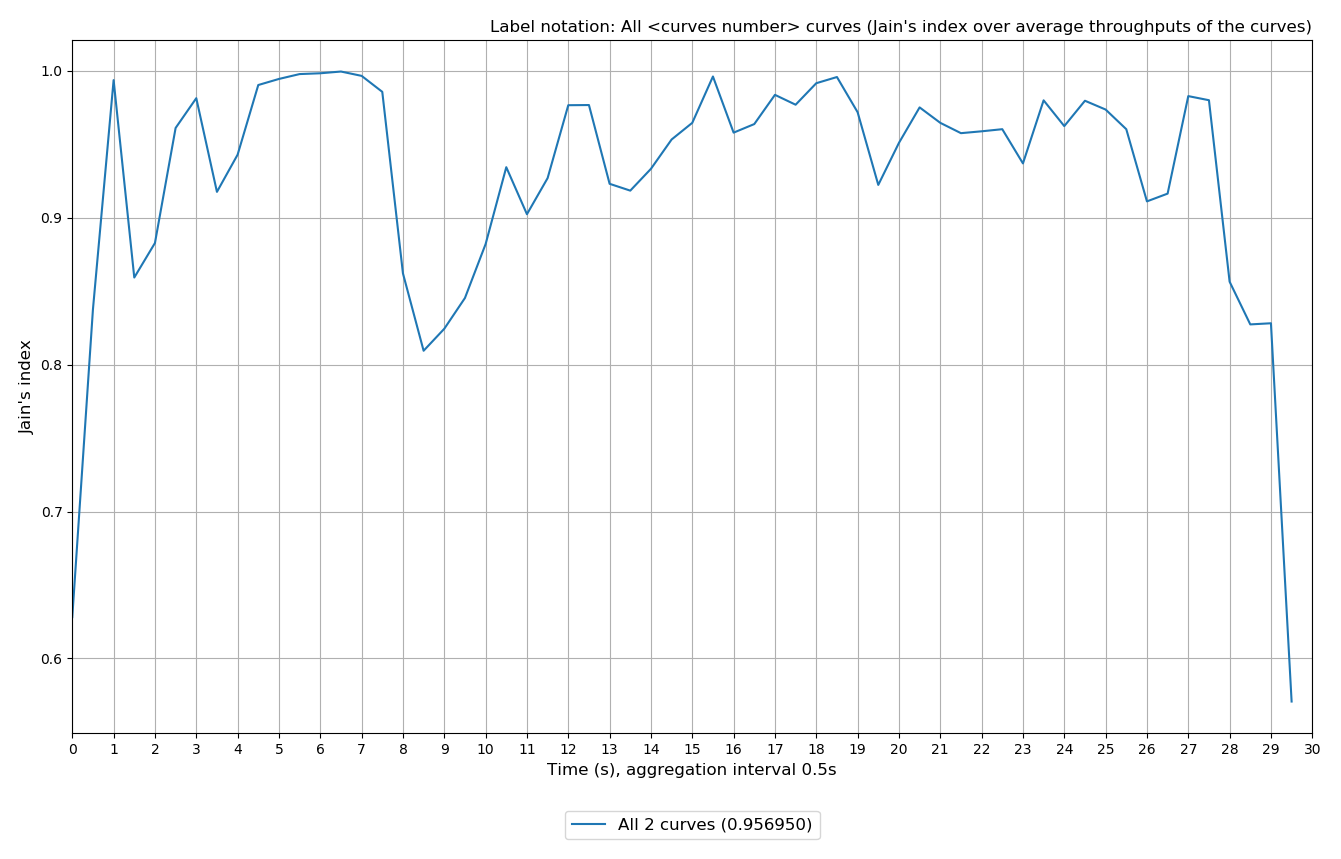 Label notation: All <curves number> curves (Jain's index over average throughputs of the curves)
1.0
0.9
0.8
0.7
0.6
Jain's index
0 1 2 3 4 5 6 7 8 9 10 11 12 13 14 15 16 17 18 19 20 21 22 23 24 25 26 27 28 29 30
Time (s), aggregation interval 0.5s
All 2 curves (0.956950)